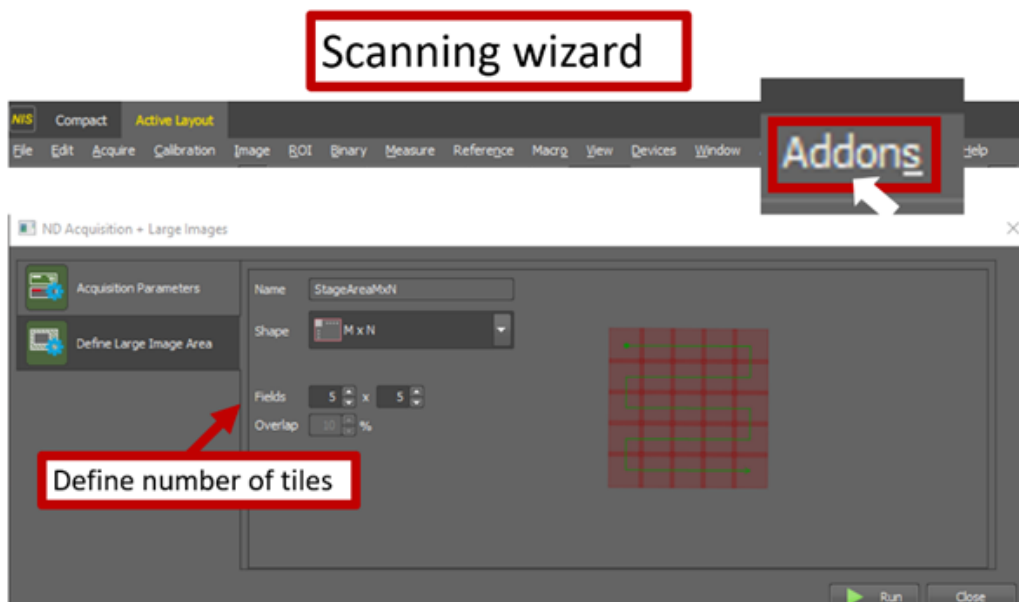 Scanning wizard
NIS Compact Active Layout
File Edit Acquire Calibration Image ROI Binary Measure Reference Macro View Devices Window Addons Help
ND Acquisition + Large Images
Acquisition Parameters
Define Large Image Area
Name StageAreaMxN
Shape M x N
Fields 5 x 5
Overlap 10 %
Define number of tiles
Run Close